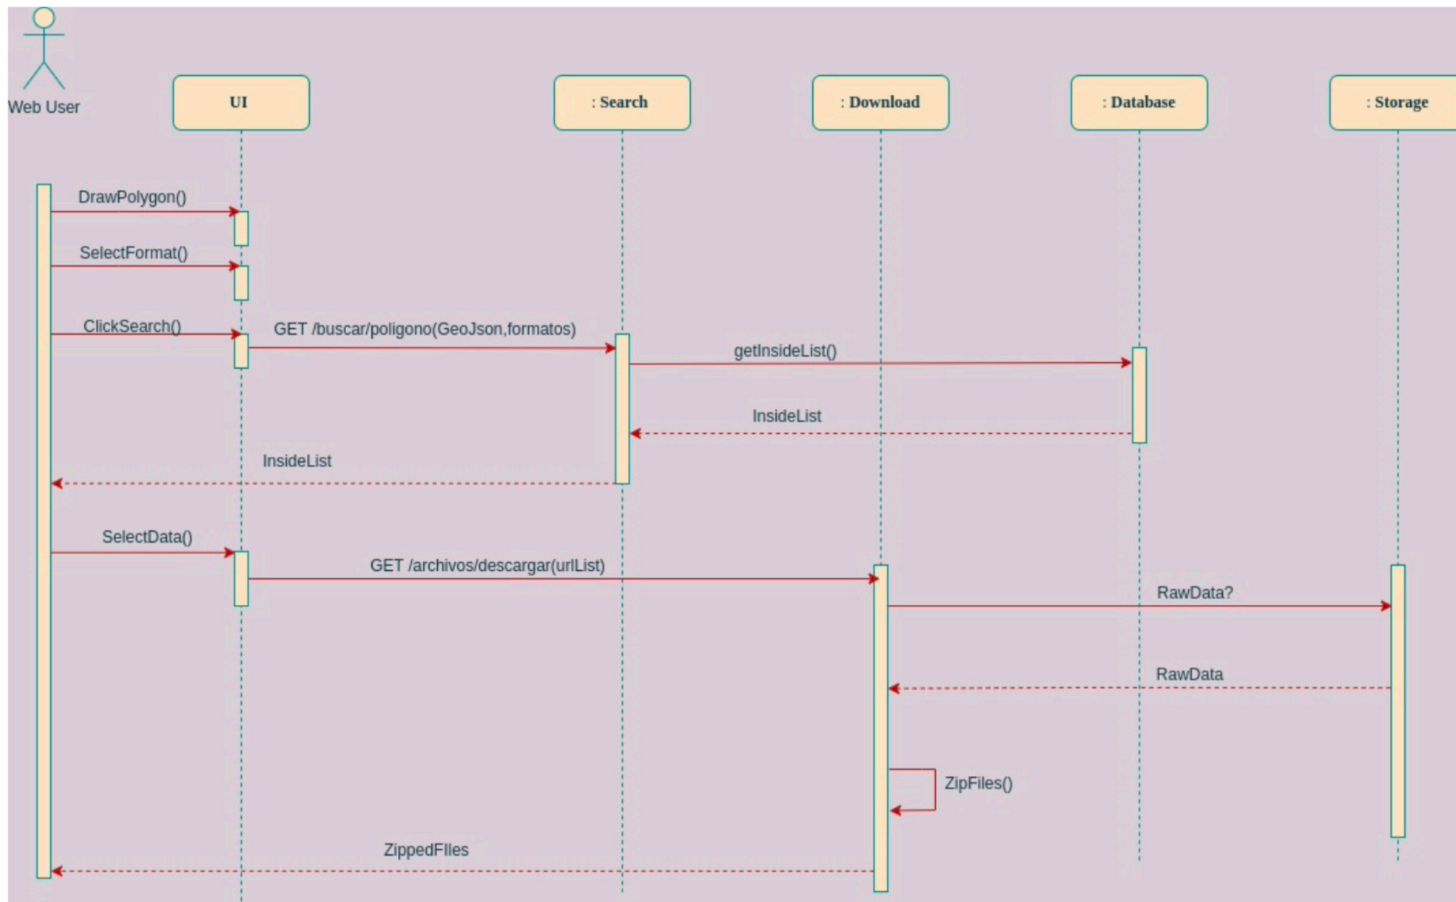 Web User
UI
: Search
: Download
: Database
: Storage
DrawPolygon()
SelectFormat()
ClickSearch()
GET /buscar/poligono(GeoJson,formatos)
getInsideList()
InsideList
InsideList
SelectData()
GET /archivos/descargar(urlList)
RawData?
RawData
ZipFiles()
ZippedFIles